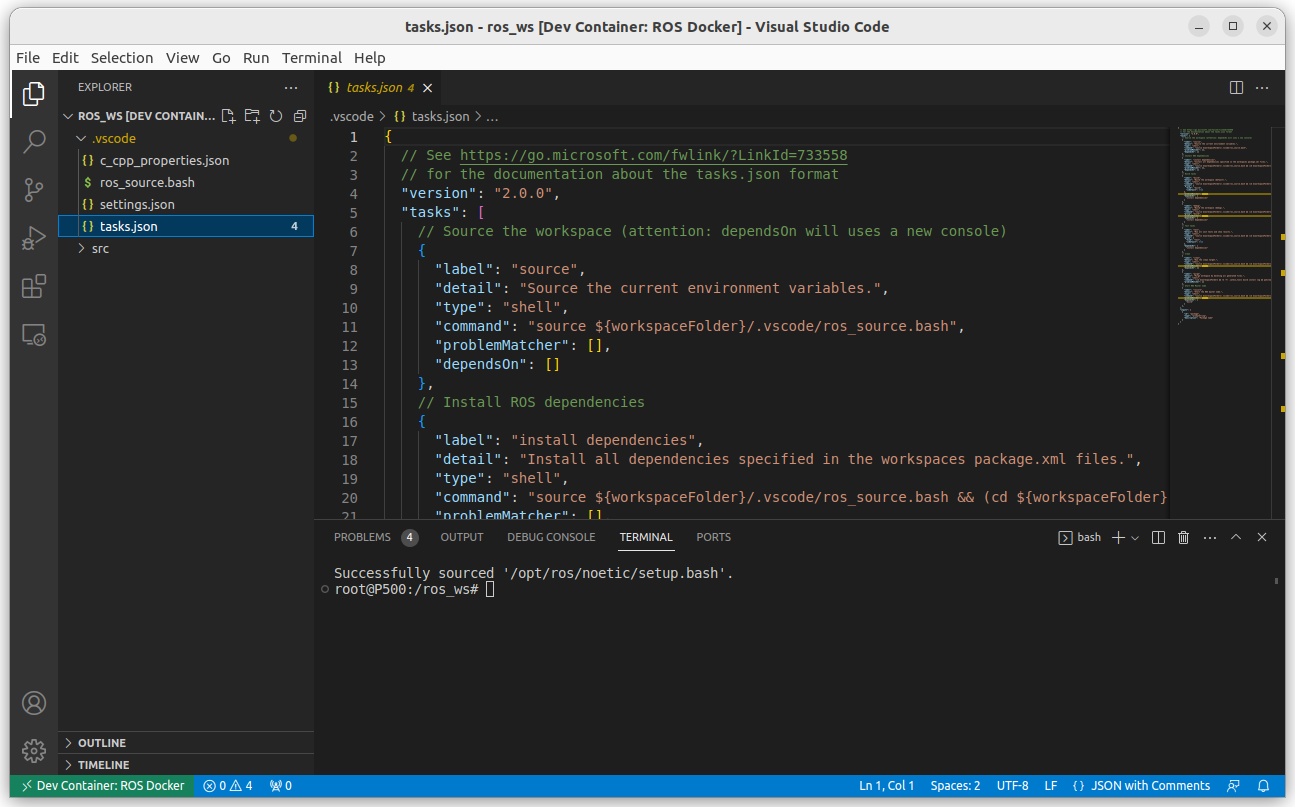 tasks.json - ros_ws [Dev Container: ROS Docker] - Visual Studio Code
File Edit Selection View Go Run Terminal Help
EXPLORER
ROS_WS [DEV CONTAIN...
.vscode
{} c_cpp_properties.json
$ ros_source.bash
{} settings.json
{} tasks.json 4
src
OUTLINE
TIMELINE
{} tasks.json 4
.vscode > {} tasks.json > ...
1 {
2 // See https://go.microsoft.com/fwlink/?LinkId=733558
3 // for the documentation about the tasks.json format
4 "version": "2.0.0",
5 "tasks": [
6 // Source the workspace (attention: dependsOn will uses a new console)
7 {
8 "label": "source",
9 "detail": "Source the current environment variables.",
10 "type": "shell",
11 "command": "source ${workspaceFolder}/.vscode/ros_source.bash",
12 "problemMatcher": [],
13 "dependsOn": []
14 },
15 // Install ROS dependencies
16 {
17 "label": "install dependencies",
18 "detail": "Install all dependencies specified in the workspaces package.xml files.",
19 "type": "shell",
20 "command": "source ${workspaceFolder}/.vscode/ros_source.bash && (cd ${workspaceFolder}
21 "problemMatcher": []
PROBLEMS 4 OUTPUT DEBUG CONSOLE TERMINAL PORTS
bash
Successfully sourced '/opt/ros/noetic/setup.bash'.
root@P500:/ros_ws#
Dev Container: ROS Docker 0 4 0 Ln 1, Col 1 Spaces: 2 UTF-8 LF {} JSON with Comments